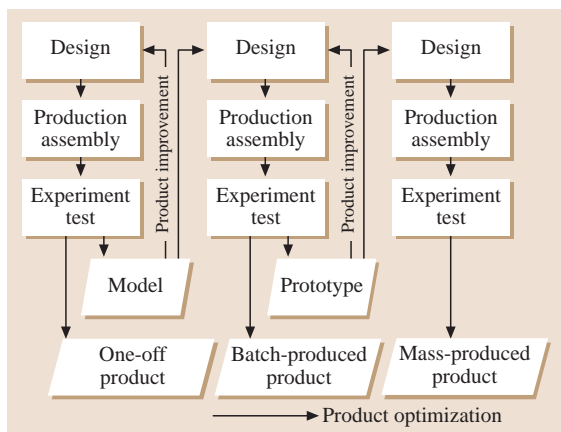 Design
Production
assembly
Experiment
test
Model
One-off
product
Product improvement
Design
Production
assembly
Experiment
test
Prototype
Batch-produced
product
Product improvement
Design
Production
assembly
Experiment
test
Mass-produced
product
Product optimization